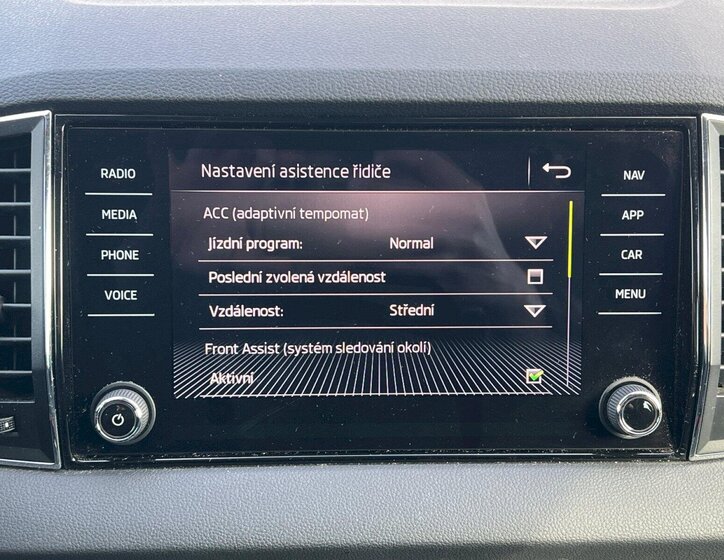 RADIO
MEDIA
PHONE
VOICE
Nastavení asistence řidiče
ACC (adaptivní tempomat)
Jízdní program: Normal
Poslední zvolená vzdálenost
Vzdálenost: Střední
Front Assist (systém sledování okolí)
Aktivní
NAV
APP
CAR
MENU